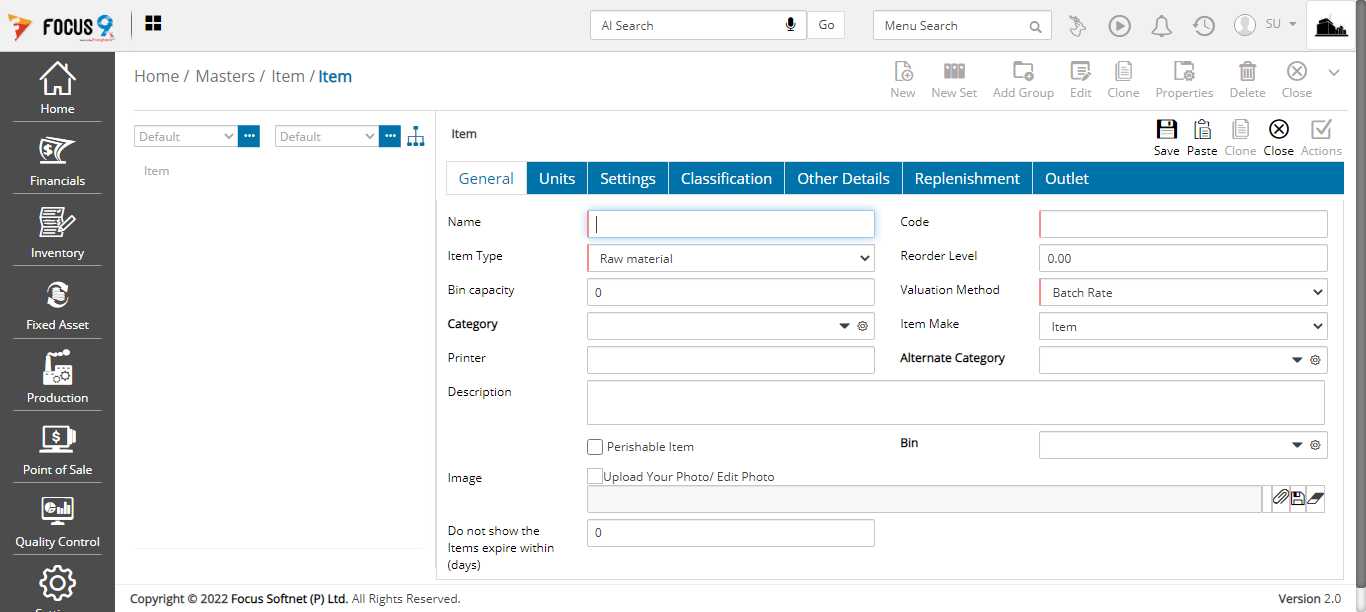 FOCUS 9
AI Search
Go
Menu Search
SU
Home
Financials
Inventory
Fixed Asset
Production
Point of Sale
Quality Control
Home / Masters / Item / Item
New
New Set
Add Group
Edit
Clone
Properties
Delete
Close
Default
Default
Item
Item
Save
Paste
Clone
Close
Actions
General
Units
Settings
Classification
Other Details
Replenishment
Outlet
Name
Code
Item Type
Raw material
Reorder Level
0.00
Bin capacity
0
Valuation Method
Batch Rate
Category
Item Make
Item
Printer
Alternate Category
Description
Perishable Item
Bin
Image
Upload Your Photo/ Edit Photo
Do not show the
Items expire within
(days)
0
Copyright © 2022 Focus Softnet (P) Ltd. All Rights Reserved.
Version 2.0